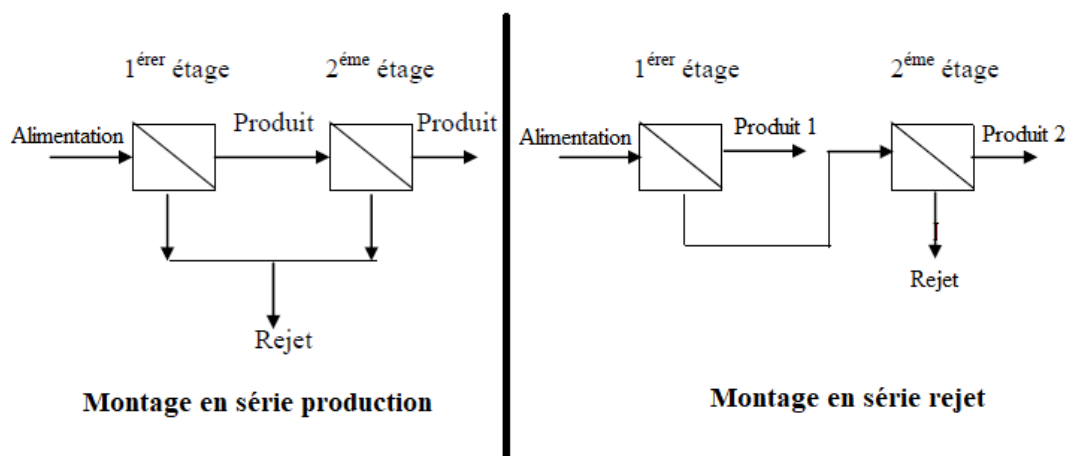 1érer étage
2éme étage
Alimentation
Produit
Produit
Rejet
Montage en série production
1érer étage
2éme étage
Alimentation
Produit 1
Produit 2
Rejet
Montage en série rejet